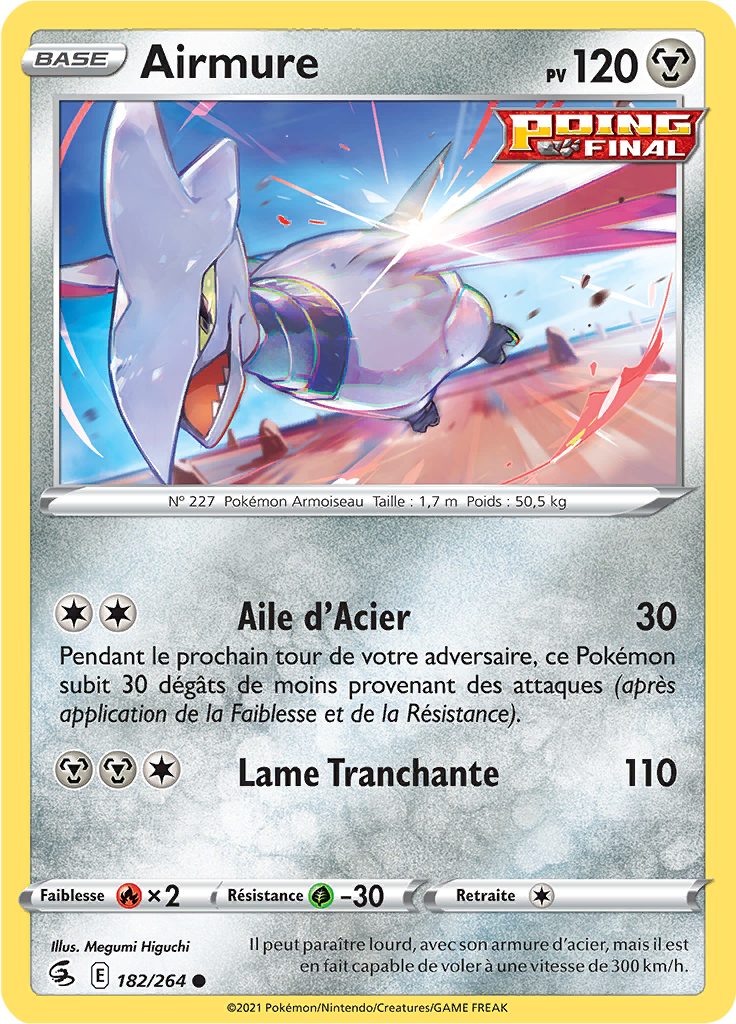 BASE Airmure PV 120
POING FINAL
N° 227 Pokémon Armoiseau Taille : 1,7 m Poids : 50,5 kg
Aile d'Acier 30
Pendant le prochain tour de votre adversaire, ce Pokémon
subit 30 dégâts de moins provenant des attaques (après
application de la Faiblesse et de la Résistance).
Lame Tranchante 110
Faiblesse ×2 Résistance -30 Retraite
Illus. Megumi Higuchi
E 182/264
Il peut paraître lourd, avec son armure d'acier, mais il est
en fait capable de voler à une vitesse de 300 km/h.
©2021 Pokémon/Nintendo/Creatures/GAME FREAK